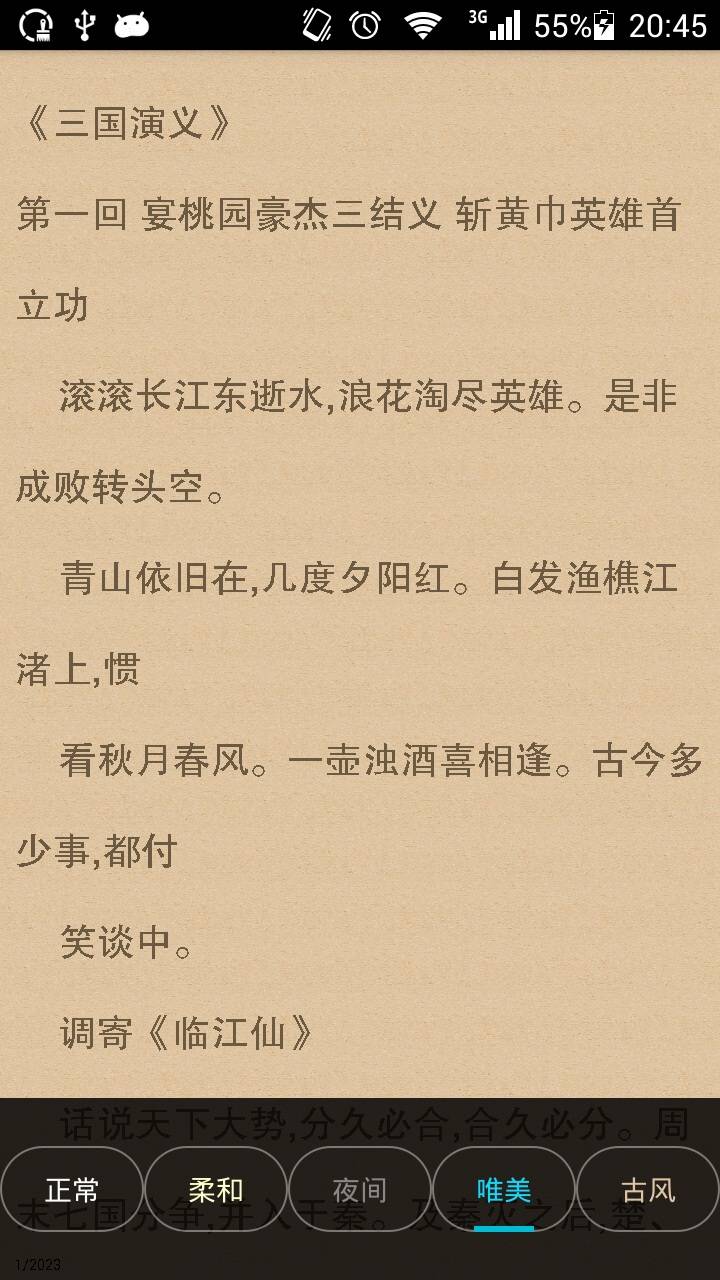 3G 55% 20:45
《三国演义》
第一回 宴桃园豪杰三结义 斩黄巾英雄首
立功
滚滚长江东逝水,浪花淘尽英雄。是非
成败转头空。
青山依旧在,几度夕阳红。白发渔樵江
渚上,惯
看秋月春风。一壶浊酒喜相逢。古今多
少事,都付
笑谈中。
调寄《临江仙》
话说天下大势,分久必合,合久必分。周
末七国分争,并入于秦。及秦灭之后,楚、
正常 柔和 夜间 唯美 古风
1/2023